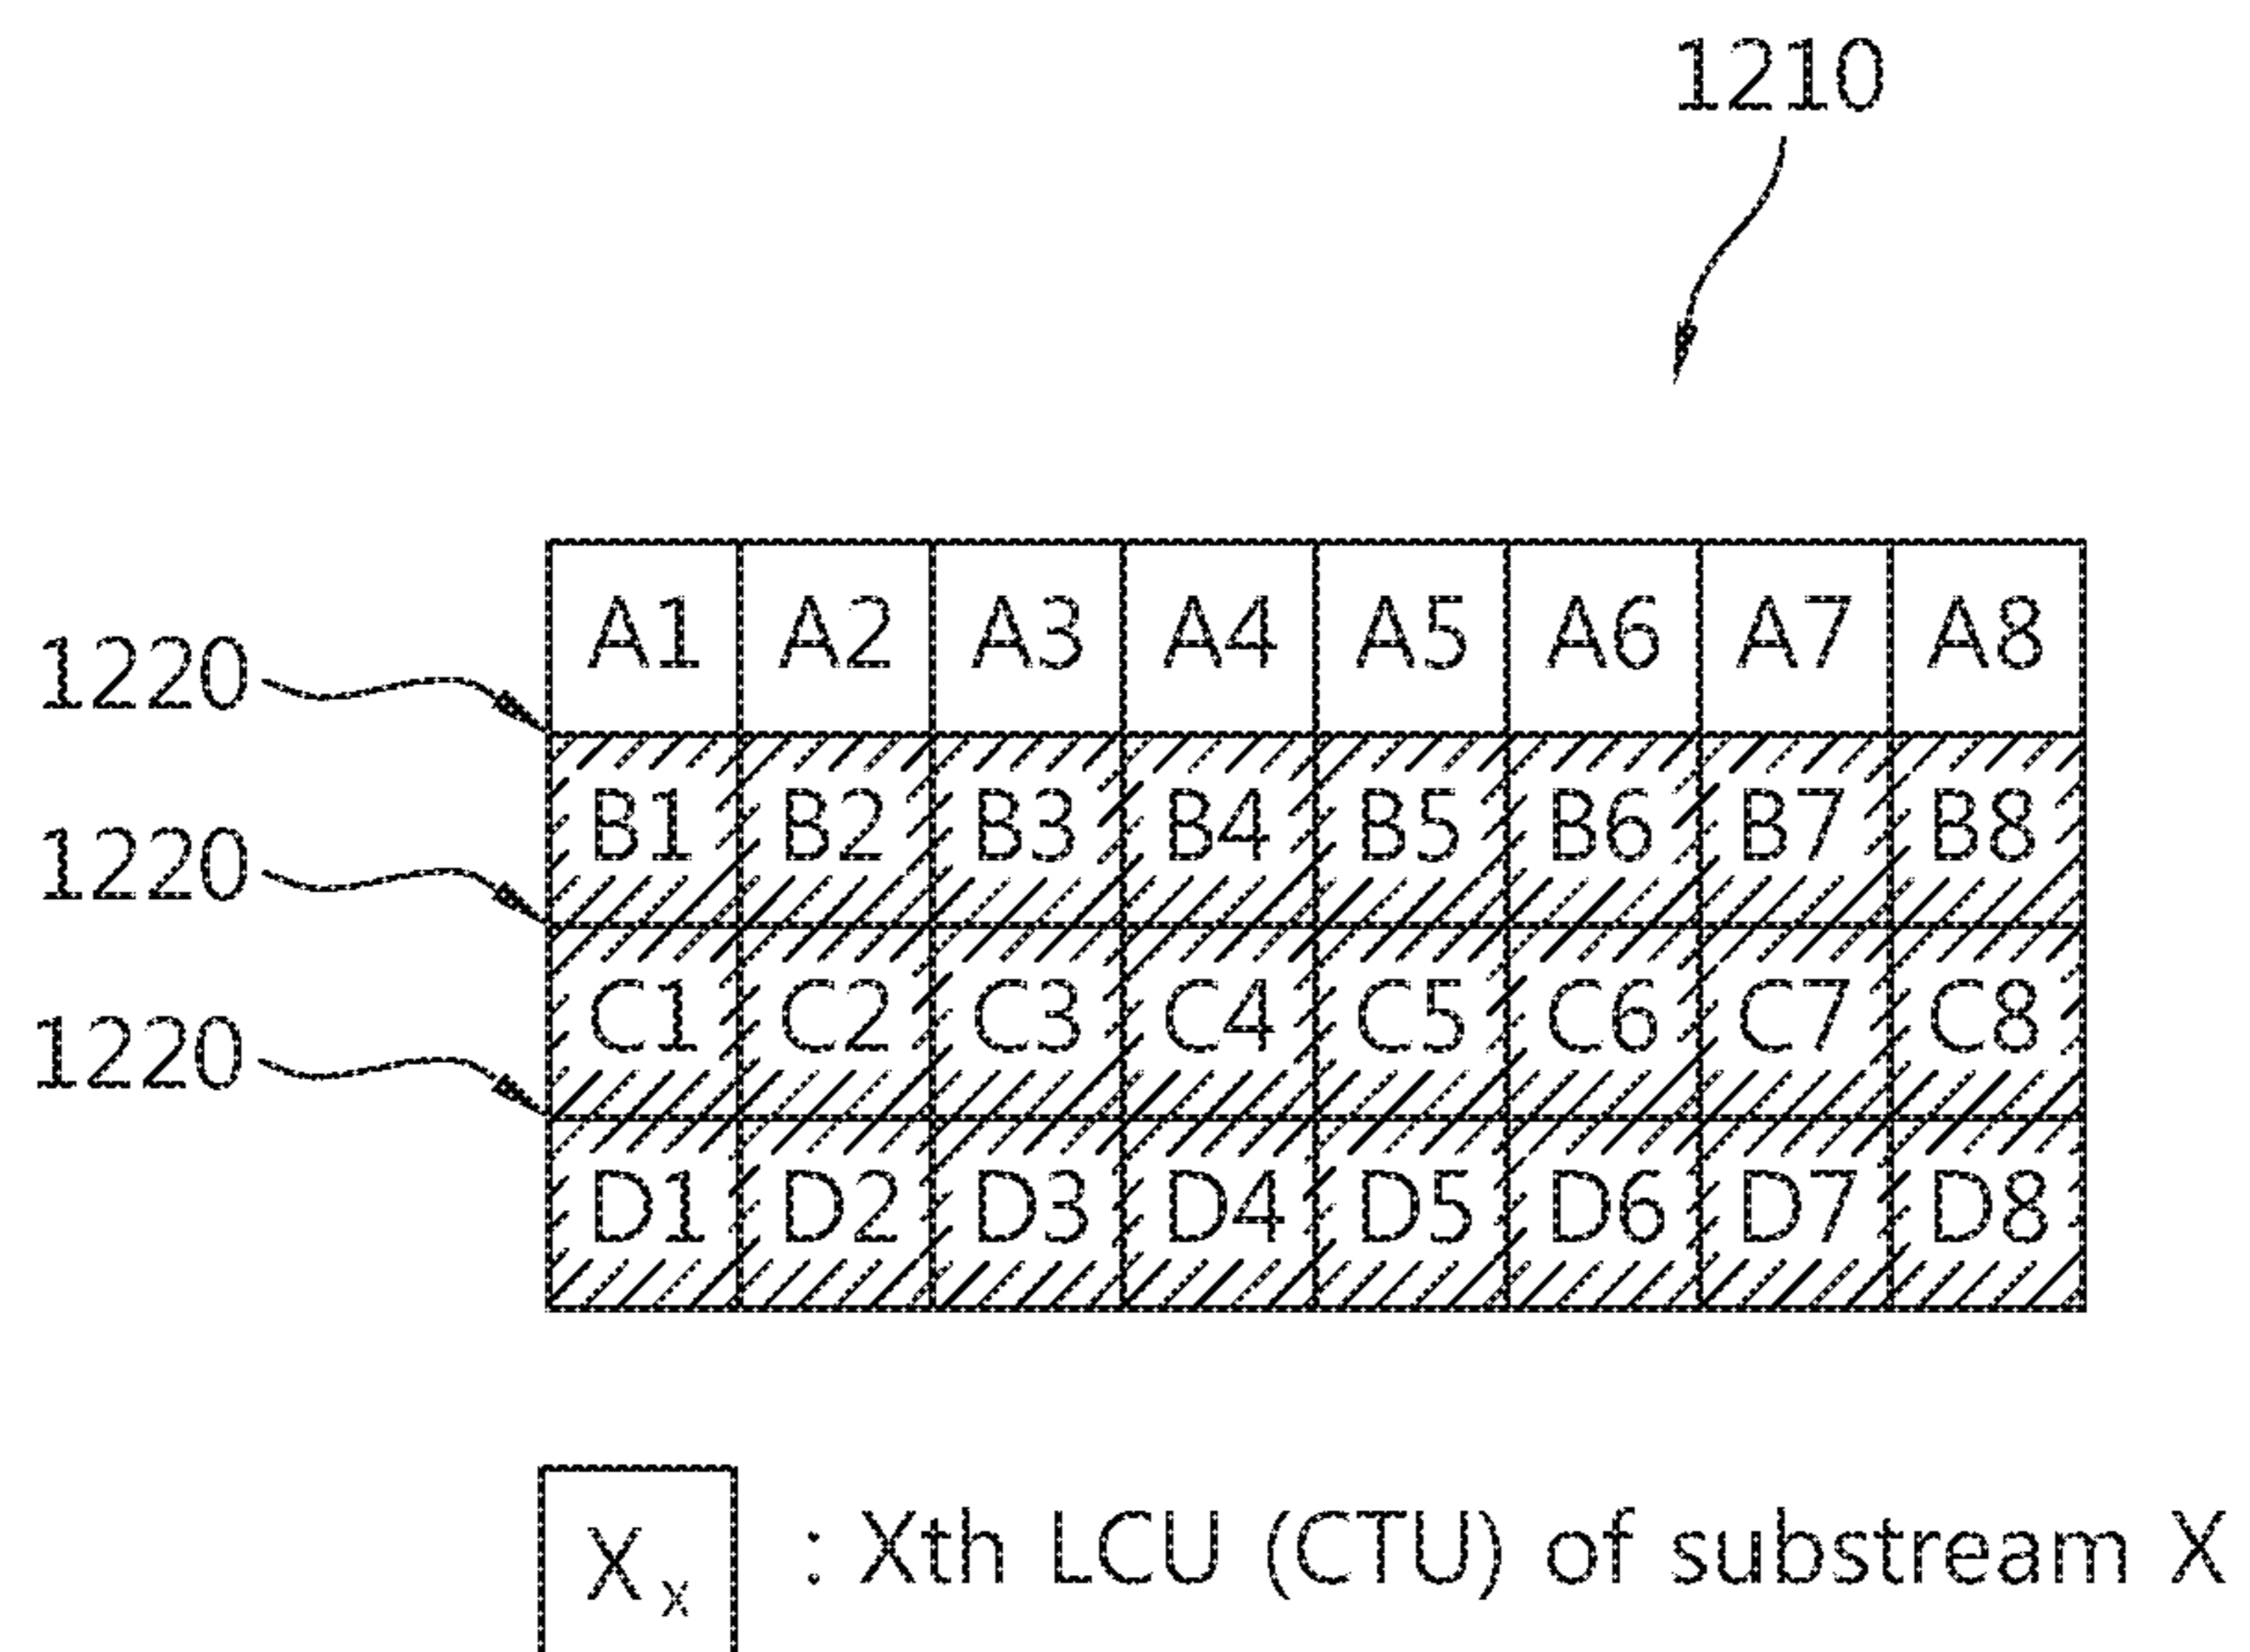 1210
A1 A2 A3 A4 A5 A6 A7 A8
1220
B1 B2 B3 B4 B5 B6 B7 B8
1220
C1 C2 C3 C4 C5 C6 C7 C8
1220
D1 D2 D3 D4 D5 D6 D7 D8
Xx : Xth LCU (CTU) of substream X